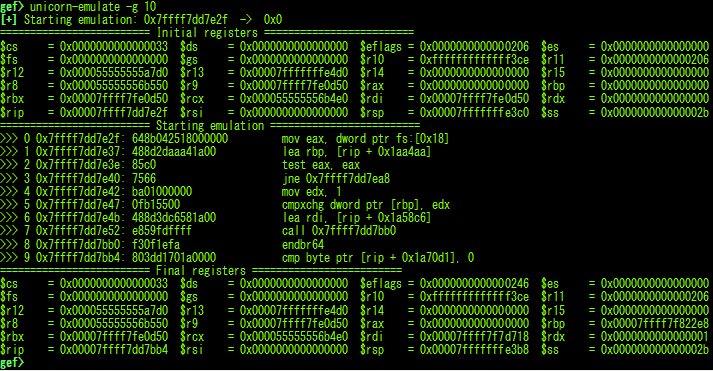 gef> unicorn-emulate -g 10
[+] Starting emulation: 0x7ffff7dd7e2f  ->  0x0
========================= Initial registers =========================
$cs = 0x0000000000000033 $ds = 0x0000000000000000 $eflags = 0x0000000000000206 $es = 0x0000000000000000
$fs = 0x0000000000000000 $gs = 0x0000000000000000 $r10 = 0xfffffffffffff3ce $r11 = 0x0000000000000206
$r12 = 0x000055555555a7d0 $r13 = 0x00007fffffffe4d0 $r14 = 0x0000000000000000 $r15 = 0x0000000000000000
$r8 = 0x000055555556b550 $r9 = 0x00007ffff7fe0d50 $rax = 0x0000000000000000 $rbp = 0x0000000000000000
$rbx = 0x00007ffff7fe0d50 $rcx = 0x000055555556b4e0 $rdi = 0x00007ffff7fe0d50 $rdx = 0x0000000000000000
$rip = 0x00007ffff7dd7e2f $rsi = 0x0000000000000000 $rsp = 0x00007fffffffe3c0 $ss = 0x000000000000002b
========================= Starting emulation =========================
>>> 0 0x7ffff7dd7e2f: 648b042518000000 mov eax, dword ptr fs:[0x18]
>>> 1 0x7ffff7dd7e37: 488d2daaa41a00 lea rbp, [rip + 0x1aa4aa]
>>> 2 0x7ffff7dd7e3e: 85c0 test eax, eax
>>> 3 0x7ffff7dd7e40: 7566 jne 0x7ffff7dd7ea8
>>> 4 0x7ffff7dd7e42: ba01000000 mov edx, 1
>>> 5 0x7ffff7dd7e47: 0fb15500 cmpxchg dword ptr [rbp], edx
>>> 6 0x7ffff7dd7e4b: 488d3dc6581a00 lea rdi, [rip + 0x1a58c6]
>>> 7 0x7ffff7dd7e52: e859fdffff call 0x7ffff7dd7bb0
>>> 8 0x7ffff7dd7bb0: f30f1efa endbr64
>>> 9 0x7ffff7dd7bb4: 803dd1701a0000 cmp byte ptr [rip + 0x1a70d1], 0
========================= Final registers =========================
$cs = 0x0000000000000033 $ds = 0x0000000000000000 $eflags = 0x0000000000000246 $es = 0x0000000000000000
$fs = 0x0000000000000000 $gs = 0x0000000000000000 $r10 = 0xfffffffffffff3ce $r11 = 0x0000000000000206
$r12 = 0x000055555555a7d0 $r13 = 0x00007fffffffe4d0 $r14 = 0x0000000000000000 $r15 = 0x0000000000000000
$r8 = 0x000055555556b550 $r9 = 0x00007ffff7fe0d50 $rax = 0x0000000000000000 $rbp = 0x00007ffff7f822e8
$rbx = 0x00007ffff7fe0d50 $rcx = 0x000055555556b4e0 $rdi = 0x00007ffff7f7d718 $rdx = 0x0000000000000001
$rip = 0x00007ffff7dd7bb4 $rsi = 0x0000000000000000 $rsp = 0x00007fffffffe3b8 $ss = 0x000000000000002b
gef>